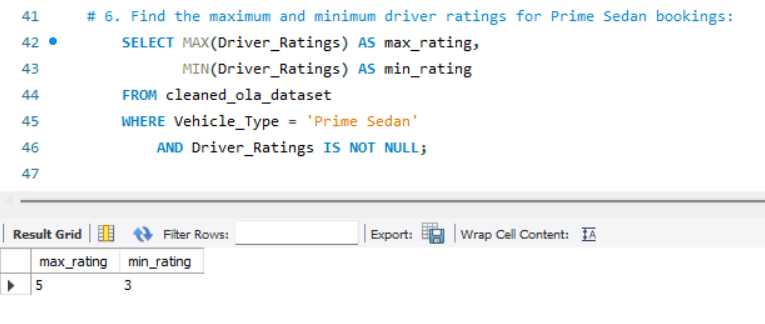 41 # 6. Find the maximum and minimum driver ratings for Prime Sedan bookings:
42 SELECT MAX(Driver_Ratings) AS max_rating,
43 MIN(Driver_Ratings) AS min_rating
44 FROM cleaned_ola_dataset
45 WHERE Vehicle_Type = 'Prime Sedan'
46 AND Driver_Ratings IS NOT NULL;
47
Result Grid Filter Rows: Export: Wrap Cell Content: IA
max_rating min_rating
5 3